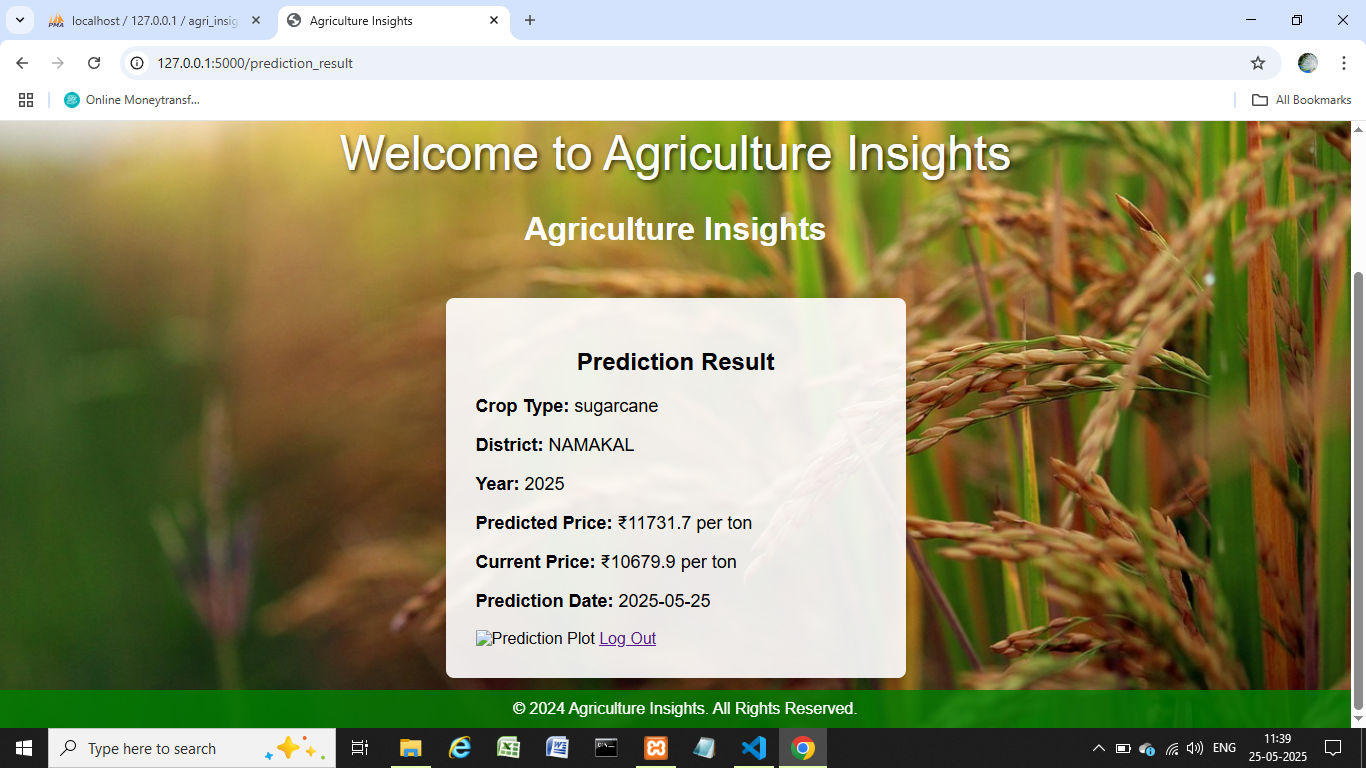 localhost / 127.0.0.1 / agri_insig
Agriculture Insights
127.0.0.1:5000/prediction_result
Online Moneytransf...
All Bookmarks
Welcome to Agriculture Insights
Agriculture Insights
Prediction Result
Crop Type: sugarcane
District: NAMAKAL
Year: 2025
Predicted Price: ₹11731.7 per ton
Current Price: ₹10679.9 per ton
Prediction Date: 2025-05-25
Prediction Plot Log Out
© 2024 Agriculture Insights. All Rights Reserved.
Type here to search
ENG
11:39
25-05-2025